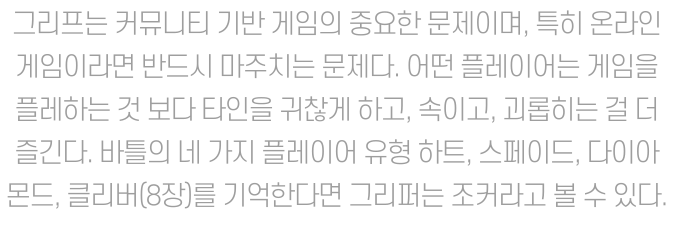 그리프는 커뮤니티 기반 게임의 중요한 문제이며, 특히 온라인
게임이라면 반드시 마주치는 문제다. 어떤 플레이어는 게임을
플레하는 것 보다 타인을 귀찮게 하고, 속이고, 괴롭히는 걸 더
즐긴다. 바틀의 네 가지 플레이어 유형 하트, 스페이드, 다이아
몬드, 클리버(8장)를 기억한다면 그리퍼는 조커라고 볼 수 있다.